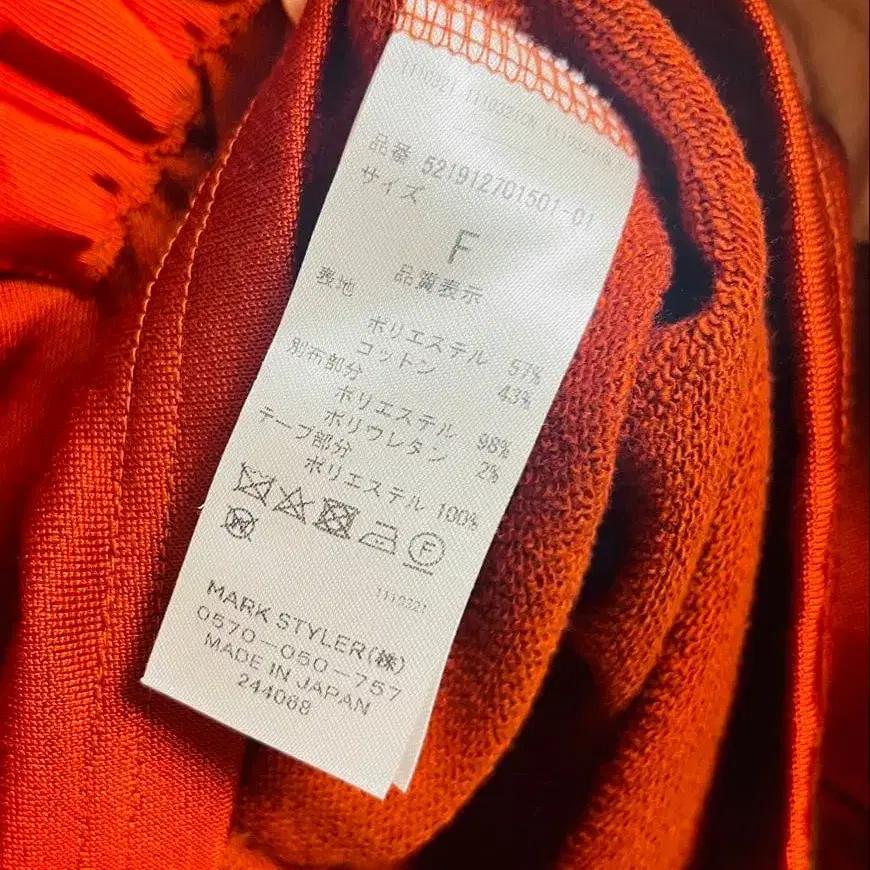 品番 521912701501-01
サイズ
F
品質表示
表地
ポリエステル 57%
コットン 43%
別布部分
ポリエステル 98%
ポリウレタン 2%
テープ部分
ポリエステル 100%
F
W
1110321
MARK STYLER(株)
0570-050-757
MADE IN JAPAN
244068